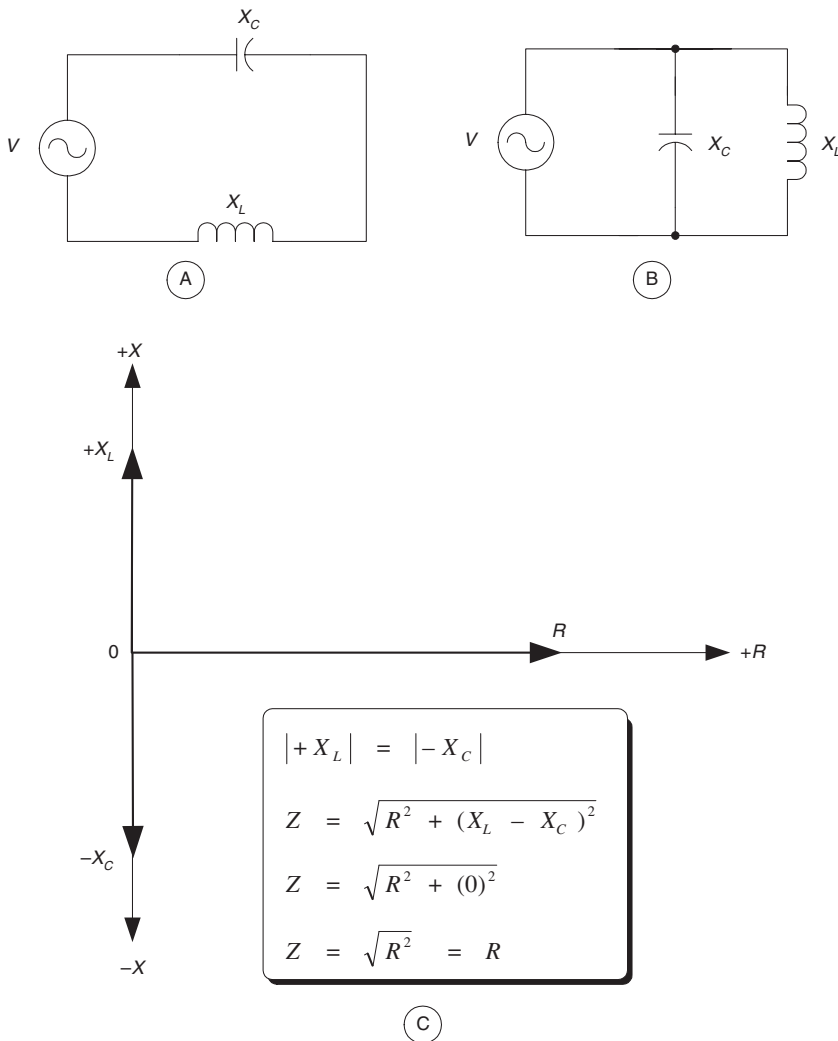 X_C
V
X_L
A
V
X_C
X_L
B
+X
+X_L
0
R
+R
−X_C
−X
|+ X_L| = |− X_C|
Z = √(R² + (X_L − X_C)²)
Z = √(R² + (0)²)
Z = √(R²) = R
C